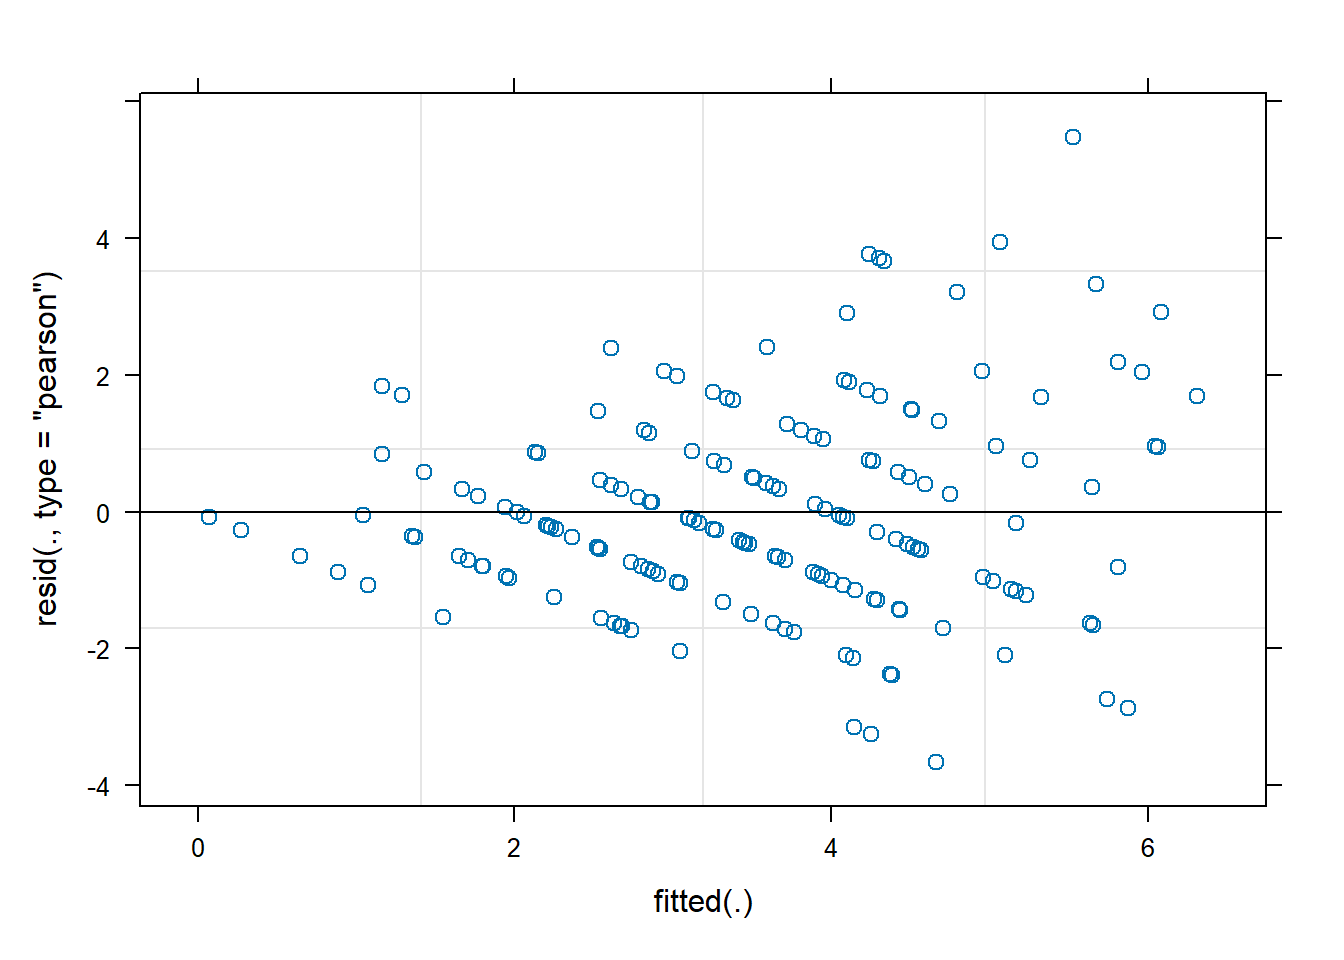 4
2
0
-2
-4
resid(., type = "pearson")
0 2 4 6
fitted(.)